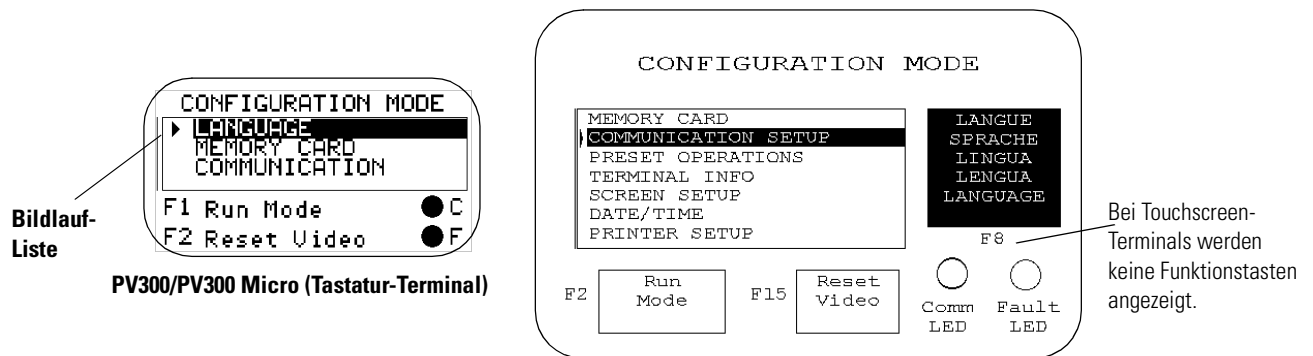 CONFIGURATION MODE
LANGUAGE
MEMORY CARD
COMMUNICATION
F1 Run Mode C
F2 Reset Video F
Bildlauf-
Liste
PV300/PV300 Micro (Tastatur-Terminal)
CONFIGURATION MODE
MEMORY CARD
COMMUNICATION SETUP
PRESET OPERATIONS
TERMINAL INFO
SCREEN SETUP
DATE/TIME
PRINTER SETUP
LANGUE
SPRACHE
LINGUA
LENGUA
LANGUAGE
F8
F2
Run
Mode
F15
Reset
Video
Comm
LED
Fault
LED
Bei Touchscreen-
Terminals werden
keine Funktionstasten
angezeigt.